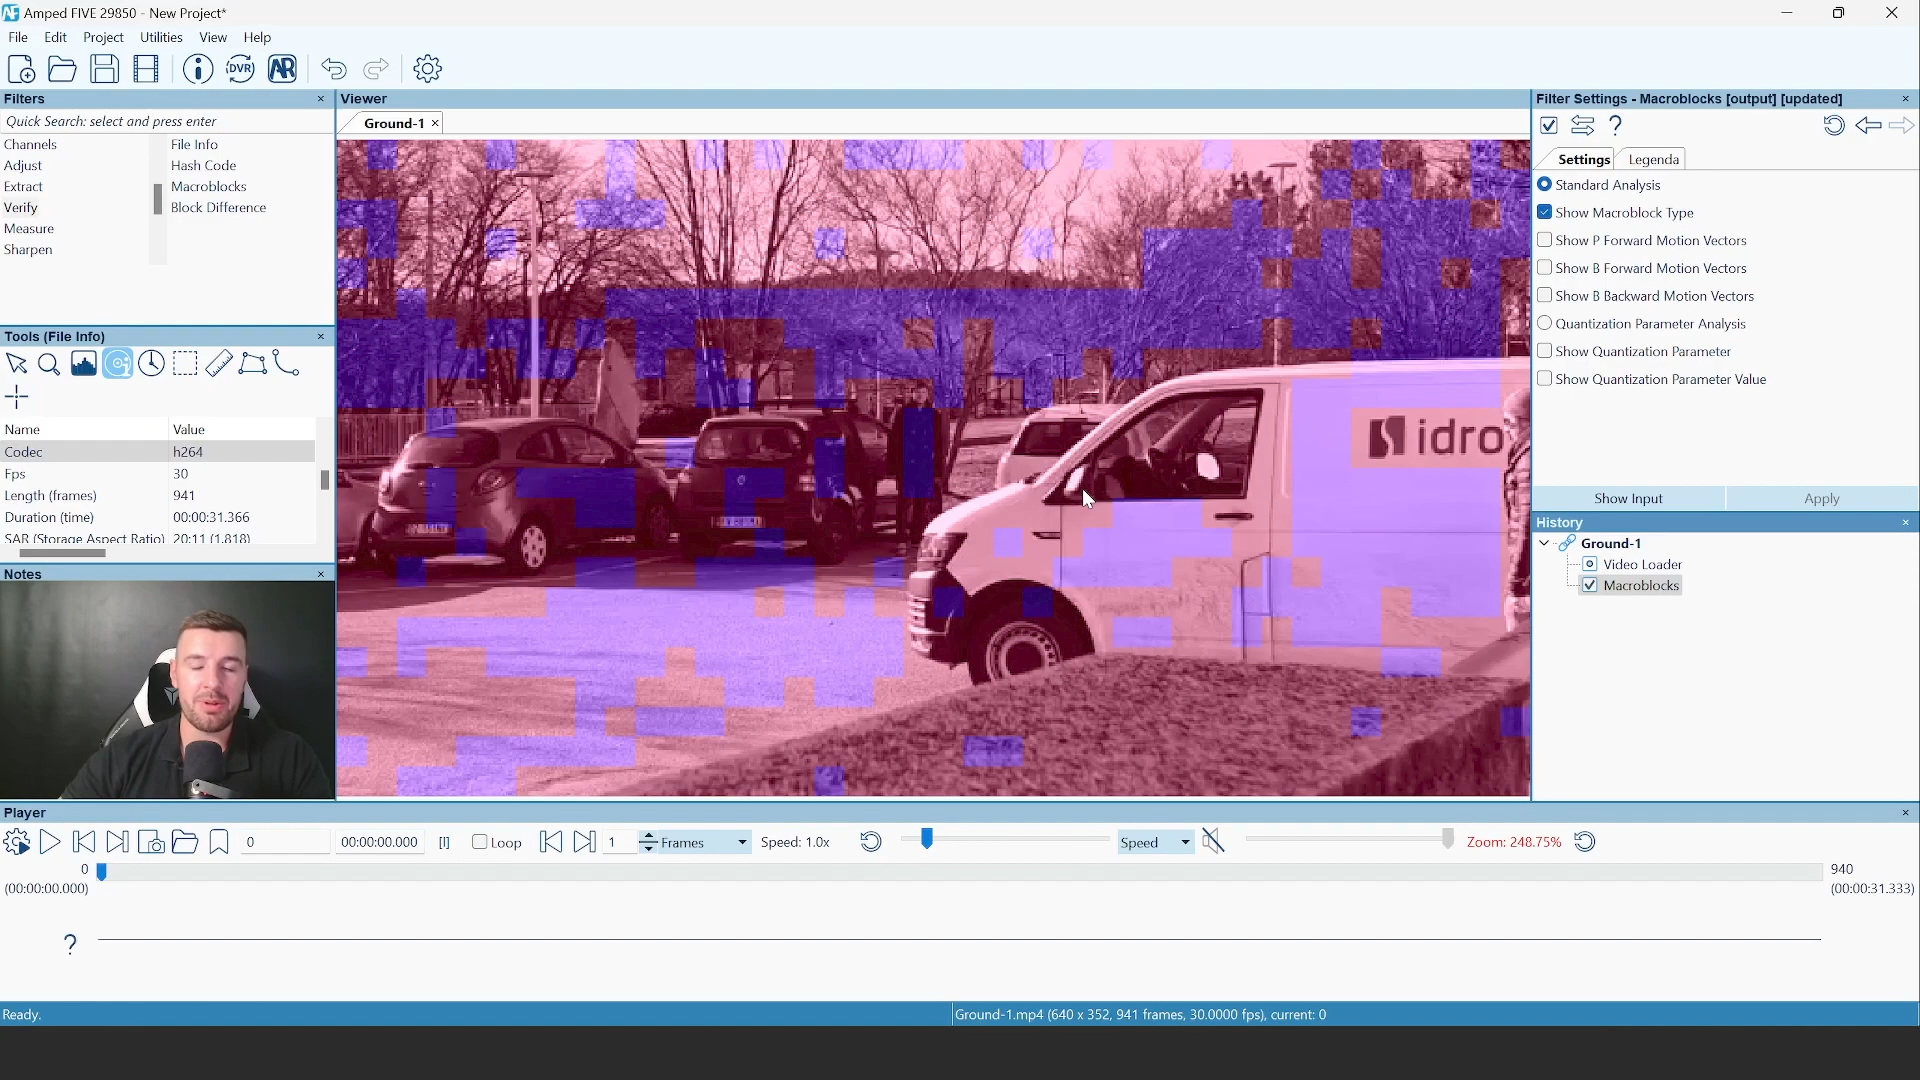 Amped FIVE 29850 - New Project*
File Edit Project Utilities View Help
DVR
Filters
Quick Search: select and press enter
Channels
Adjust
Extract
Verify
Measure
Sharpen
File Info
Hash Code
Macroblocks
Block Difference
Tools (File Info)
Name Value
Codec h264
Fps 30
Length (frames) 941
Duration (time) 00:00:31.366
SAR (Storage Aspect Ratio) 20:11 (1.818)
Notes
Viewer
Ground-1
idro
Filter Settings - Macroblocks [output] [updated]
Settings Legenda
Standard Analysis
Show Macroblock Type
Show P Forward Motion Vectors
Show B Forward Motion Vectors
Show B Backward Motion Vectors
Quantization Parameter Analysis
Show Quantization Parameter
Show Quantization Parameter Value
Show Input Apply
History
Ground-1
Video Loader
Macroblocks
Player
0 00:00:00.000 [I] Loop 1 Frames Speed: 1.0x Speed Zoom: 248.75%
0 940
(00:00:00.000) (00:00:31.333)
?
Ready. Ground-1.mp4 (640 x 352, 941 frames, 30.0000 fps), current: 0